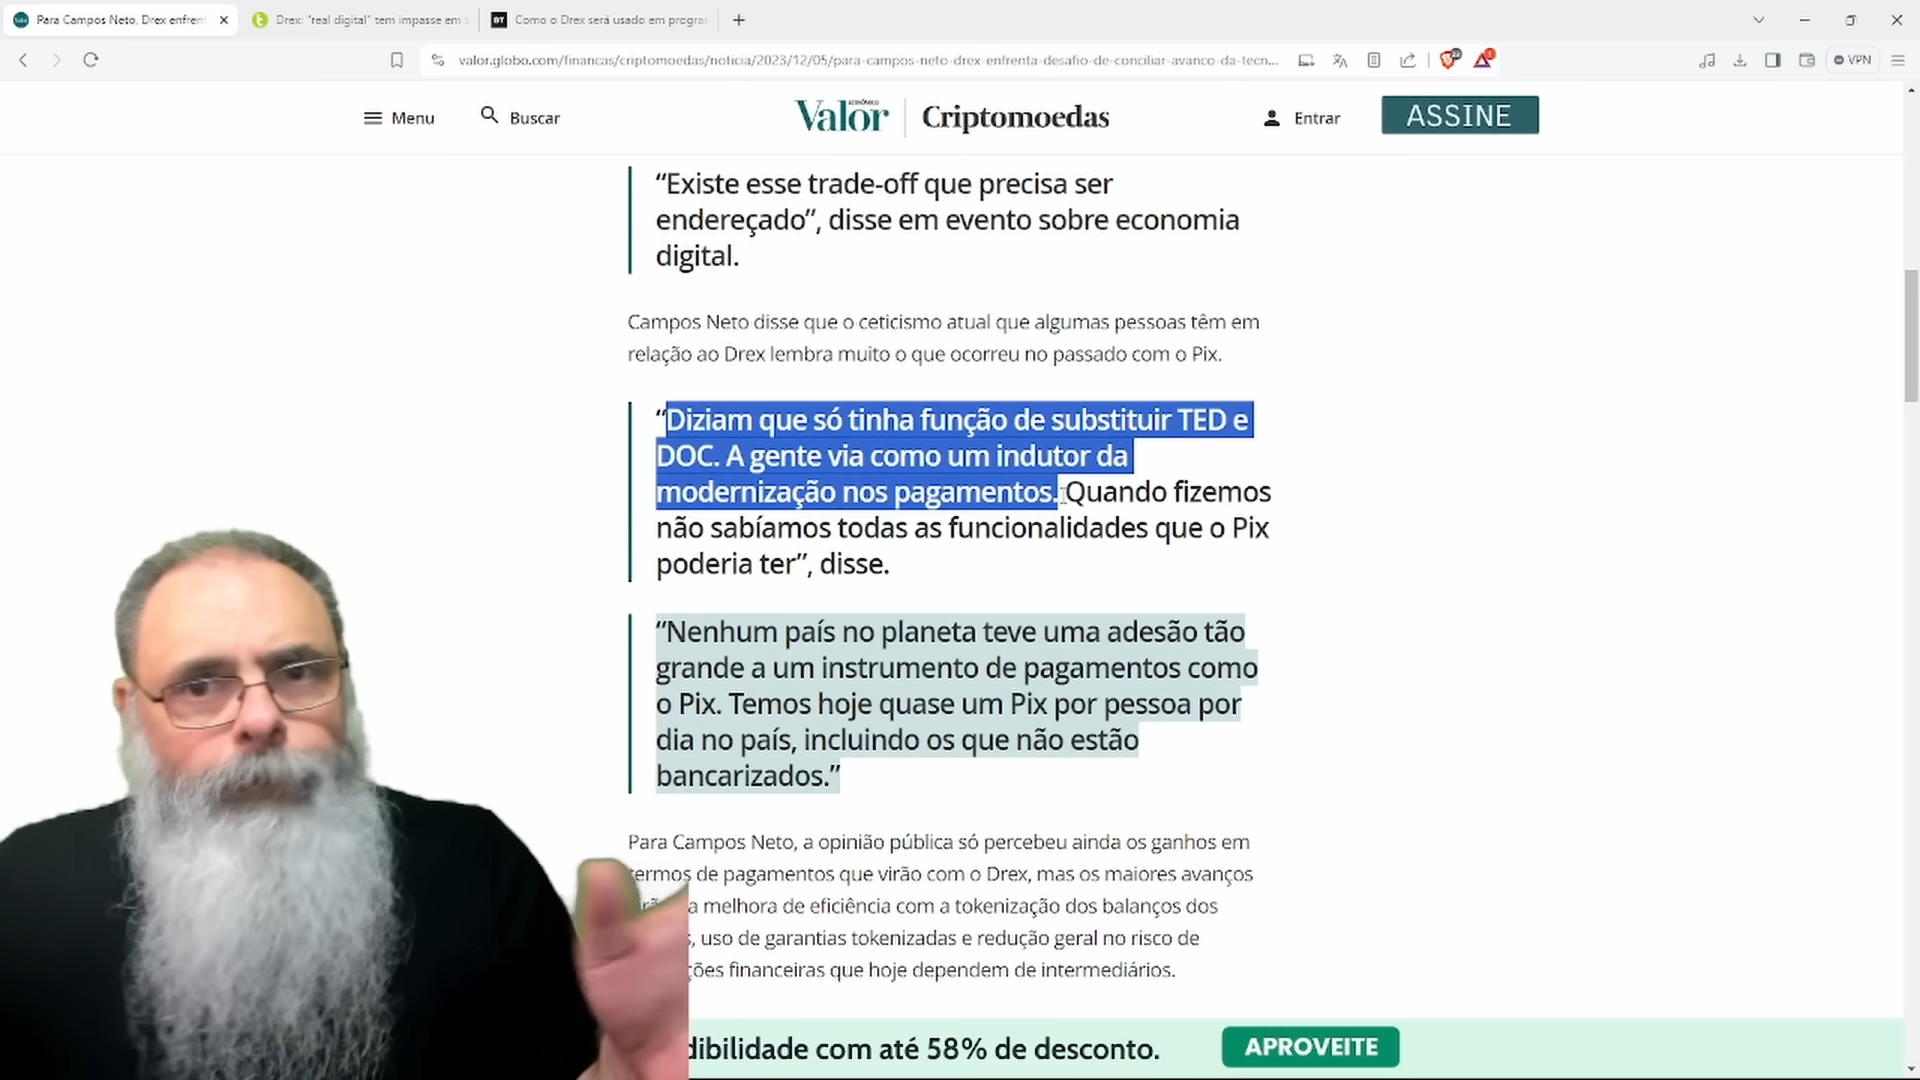 Para Campos Neto, Drex enfren
Drex: "real digital" tem impasse em s
Como o Drex será usado em progra
valor.globo.com/financas/criptomoedas/noticia/2023/12/05/para-campos-neto-drex-enfrenta-desafio-de-conciliar-avanco-da-tecn...
VPN
Menu
Buscar
Valor
ECONÔMICO
Criptomoedas
Entrar
ASSINE
“Existe esse trade-off que precisa ser
endereçado”, disse em evento sobre economia
digital.
Campos Neto disse que o ceticismo atual que algumas pessoas têm em
relação ao Drex lembra muito o que ocorreu no passado com o Pix.
“Diziam que só tinha função de substituir TED e
DOC. A gente via como um indutor da
modernização nos pagamentos. Quando fizemos
não sabíamos todas as funcionalidades que o Pix
poderia ter”, disse.
“Nenhum país no planeta teve uma adesão tão
grande a um instrumento de pagamentos como
o Pix. Temos hoje quase um Pix por pessoa por
dia no país, incluindo os que não estão
bancarizados.”
Para Campos Neto, a opinião pública só percebeu ainda os ganhos em
termos de pagamentos que virão com o Drex, mas os maiores avanços
a melhora de eficiência com a tokenização dos balanços dos
, uso de garantias tokenizadas e redução geral no risco de
ções financeiras que hoje dependem de intermediários.
dibilidade com até 58% de desconto.
APROVEITE